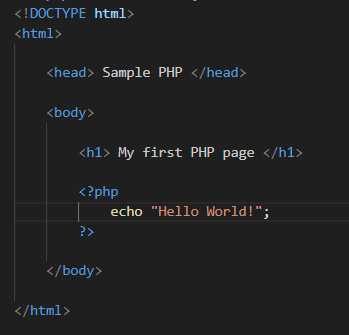 <!DOCTYPE html>
<html>
<head> Sample PHP </head>
<body>
<h1> My first PHP page </h1>
<?php
echo "Hello World!";
?>
</body>
</html>